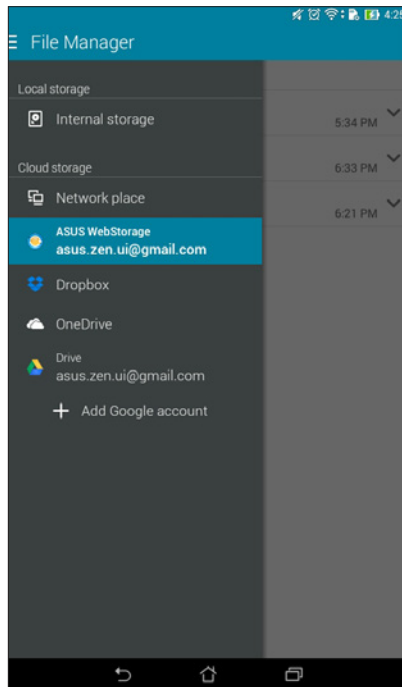 4:25
File Manager
Local storage
Internal storage
5:34 PM
Cloud storage
6:33 PM
Network place
6:21 PM
ASUS WebStorage
asus.zen.ui@gmail.com
Dropbox
OneDrive
Drive
asus.zen.ui@gmail.com
Add Google account